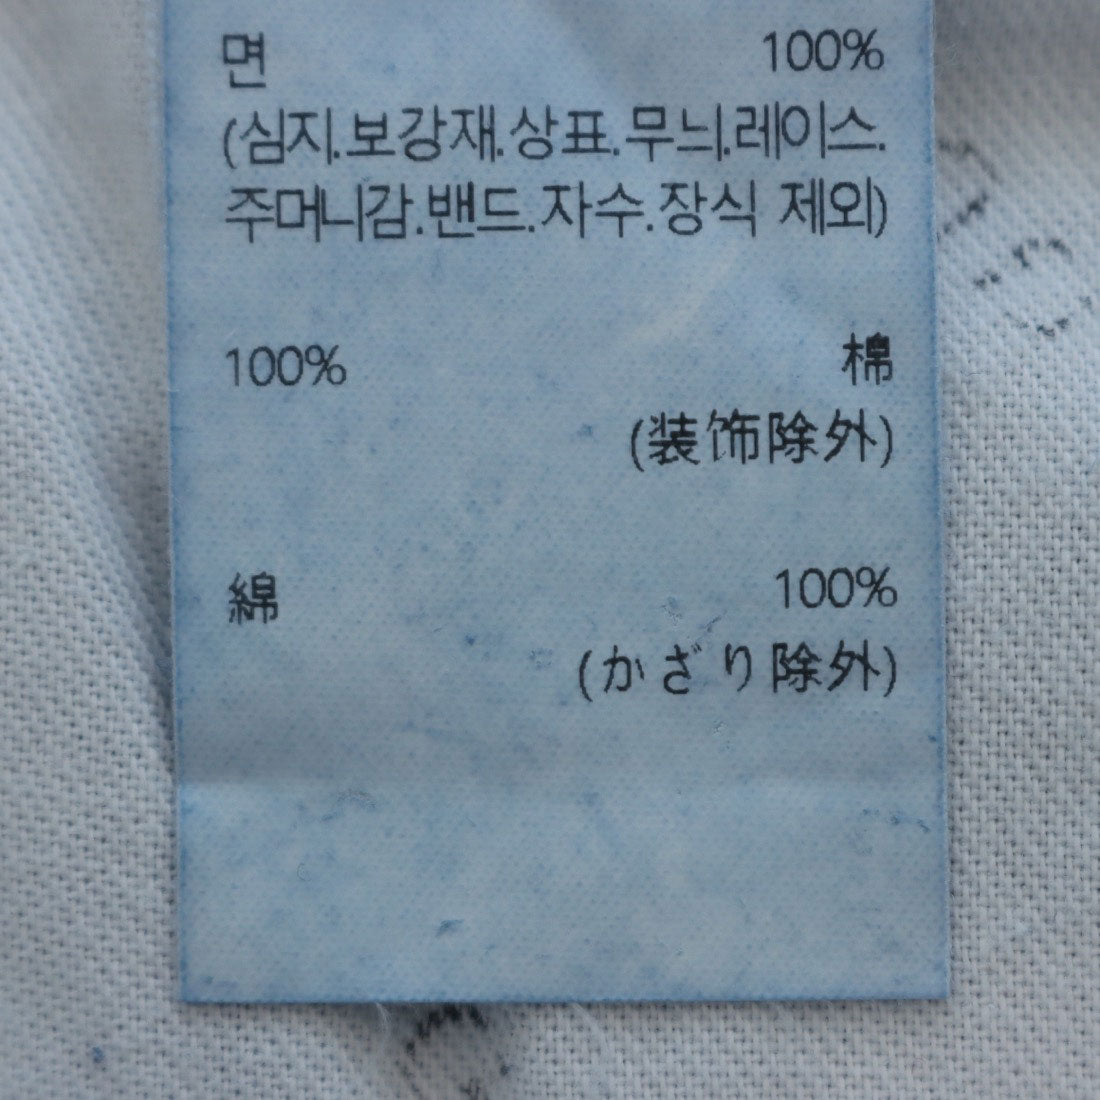 면 100%
(심지.보강재.상표.무늬.레이스.
주머니감.밴드.자수.장식 제외)
100% 棉
(装饰除外)
綿 100%
(かざり除外)